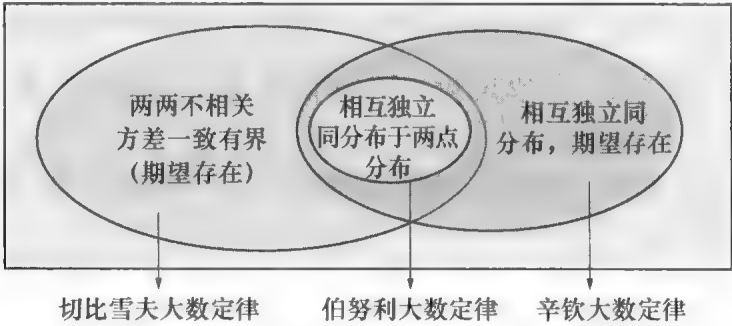 两两不相关
方差一致有界
(期望存在)
相互独立
同分布于两点
分布
相互独立同
分布，期望存在
切比雪夫大数定律
伯努利大数定律
辛钦大数定律